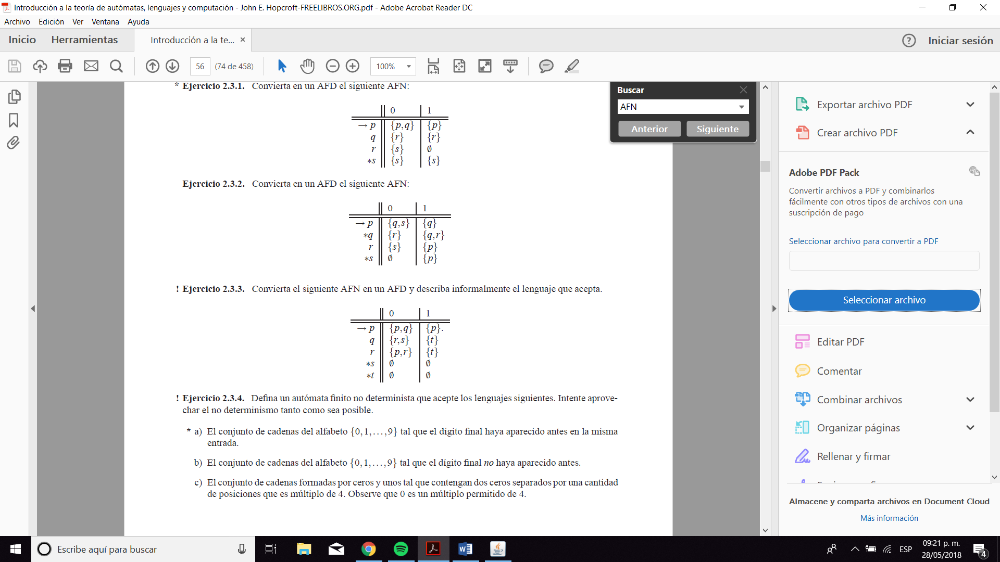 Introducción a la teoría de autómatas, lenguajes y computación - John E. Hopcroft-FREELIBROS.ORG.pdf - Adobe Acrobat Reader DC
Archivo Edición Ver Ventana Ayuda
Inicio Herramientas Introducción a la te... × ? Iniciar sesión
56 (74 de 458) 100%
* Ejercicio 2.3.1. Convierta en un AFD el siguiente AFN:
0 1
→ p {p,q} {p}
q {r} {r}
r {s} ∅
*s {s} {s}
Ejercicio 2.3.2. Convierta en un AFD el siguiente AFN:
0 1
→ p {q,s} {q}
*q {r} {q,r}
r {s} {p}
*s ∅ {p}
! Ejercicio 2.3.3. Convierta el siguiente AFN en un AFD y describa informalmente el lenguaje que acepta.
0 1
→ p {p,q} {p}.
q {r,s} {t}
r {p,r} {t}
*s ∅ ∅
*t ∅ ∅
! Ejercicio 2.3.4. Defina un autómata finito no determinista que acepte los lenguajes siguientes. Intente aprove-
char el no determinismo tanto como sea posible.
* a) El conjunto de cadenas del alfabeto {0,1,...,9} tal que el dígito final haya aparecido antes en la misma
entrada.
b) El conjunto de cadenas del alfabeto {0,1,...,9} tal que el dígito final no haya aparecido antes.
c) El conjunto de cadenas formadas por ceros y unos tal que contengan dos ceros separados por una cantidad
de posiciones que es múltiplo de 4. Observe que 0 es un múltiplo permitido de 4.
Buscar
AFN
Anterior Siguiente
Exportar archivo PDF
Crear archivo PDF
Adobe PDF Pack
Convertir archivos a PDF y combinarlos
fácilmente con otros tipos de archivos con una
suscripción de pago
Seleccionar archivo para convertir a PDF
Seleccionar archivo
Editar PDF
Comentar
Combinar archivos
Organizar páginas
Rellenar y firmar
Almacene y comparta archivos en Document Cloud
Más información
Escribe aquí para buscar
ESP
09:21 p. m.
28/05/2018
4